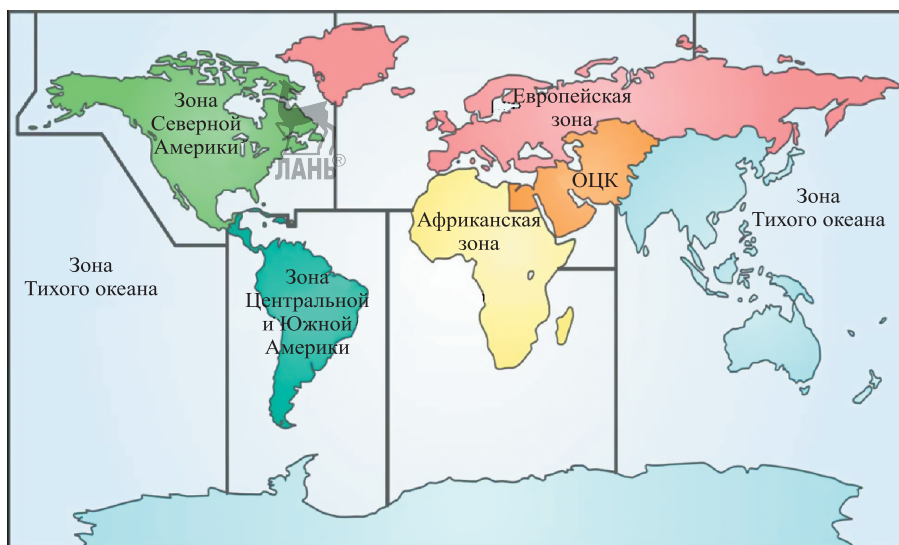 Зона
Северной
Америки
ЛАНЬ®
Европейская
зона
ОЦК
Африканская
зона
Зона
Тихого океана
Зона
Тихого океана
Зона
Центральной
и Южной
Америки